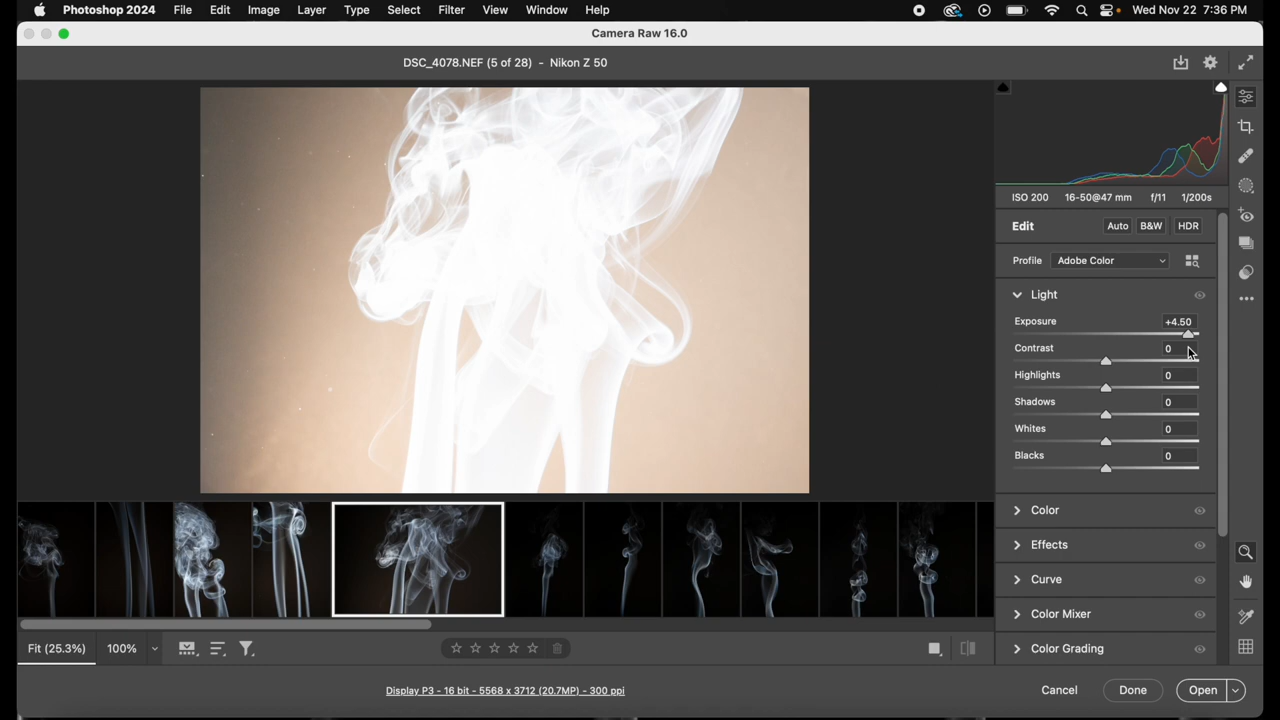 Photoshop 2024 File Edit Image Layer Type Select Filter View Window Help Wed Nov 22 7:36 PM
Camera Raw 16.0
DSC_4078.NEF (5 of 28) - Nikon Z 50
ISO 200 16-50@47 mm f/11 1/200s
Edit Auto B&W HDR
Profile Adobe Color
Light
Exposure +4.50
Contrast 0
Highlights 0
Shadows 0
Whites 0
Blacks 0
Color
Effects
Curve
Color Mixer
Color Grading
Fit (25.3%) 100%
Display P3 - 16 bit - 5568 x 3712 (20.7MP) - 300 ppi
Cancel Done Open